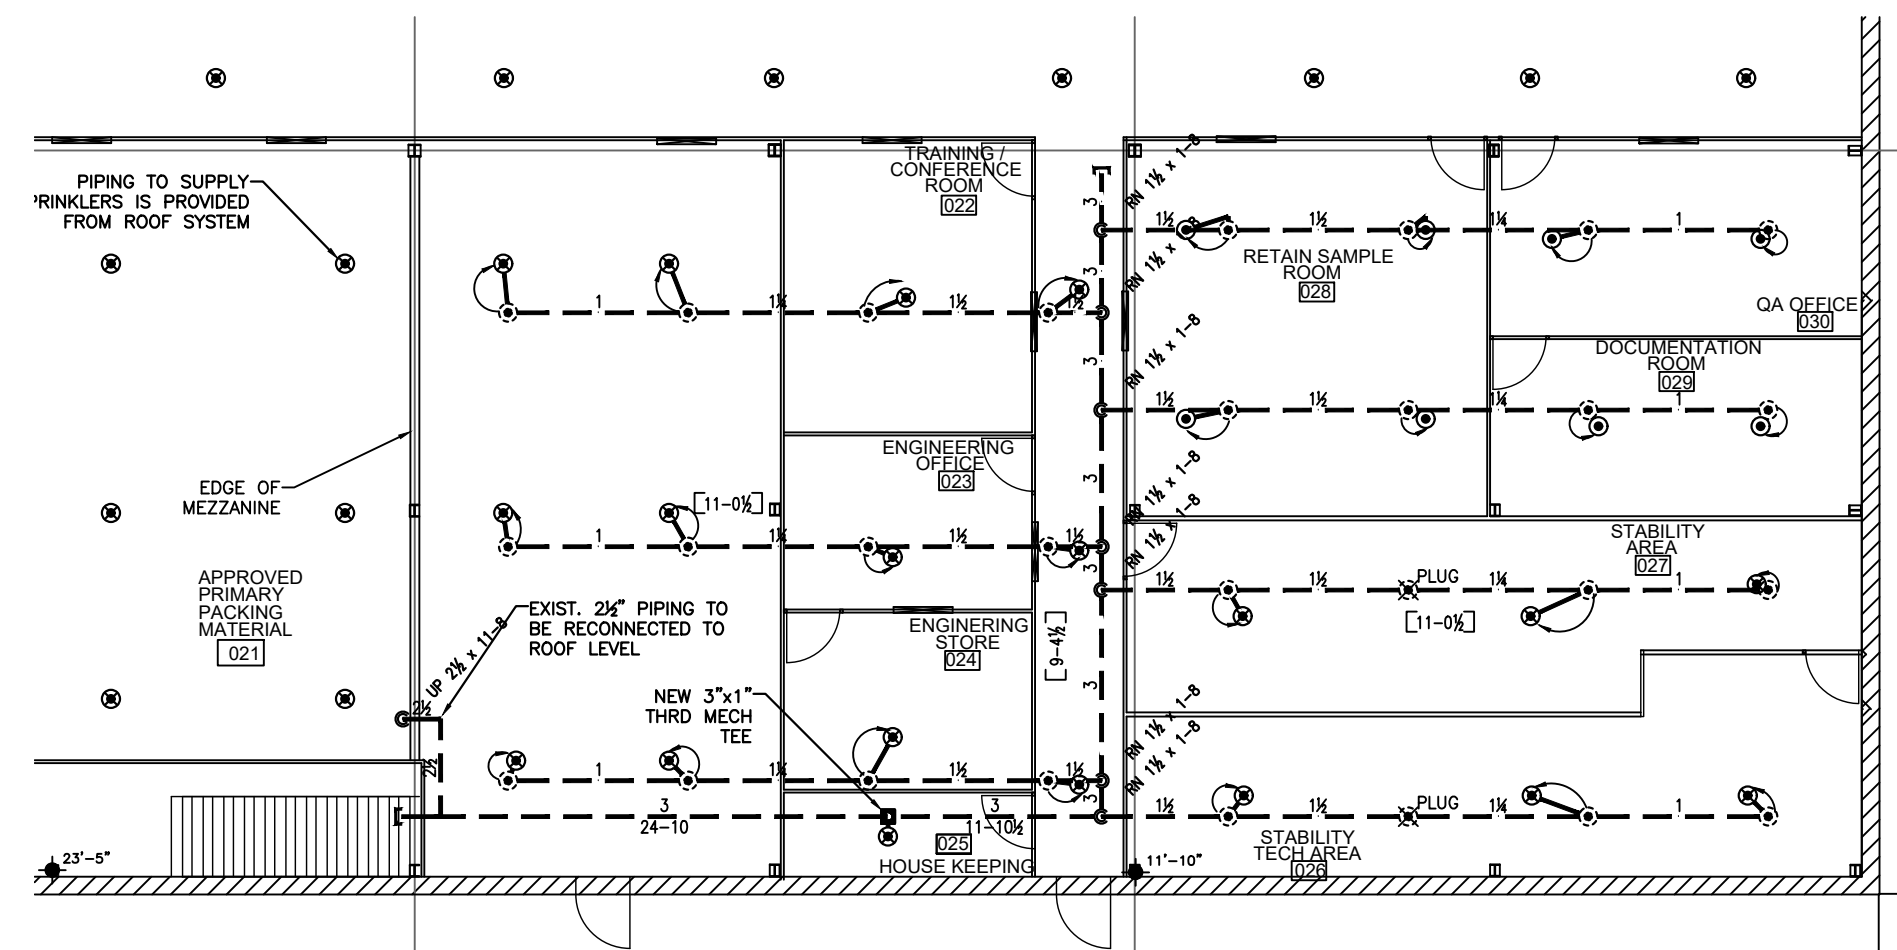 PIPING TO SUPPLY
PRINKLERS IS PROVIDED
FROM ROOF SYSTEM
TRAINING /
CONFERENCE
ROOM
022
3
RN 1½ x 1-8
1½
1½
1¼
1
RETAIN SAMPLE
ROOM
028
RN 1½ x 1-8
3
1
1¼
1½
1½
QA OFFICE
030
3
RN 1½ x 1-8
DOCUMENTATION
ROOM
029
1½
1½
1¼
1
EDGE OF
MEZZANINE
ENGINEERING
OFFICE
023
3
RN 1½ x 1-8
[11-0½]
RN 1½ x 1-8
1
1¼
1½
1½
STABILITY
AREA
027
3
1½
1½
PLUG
1¼
1
[11-0½]
APPROVED
PRIMARY
PACKING
MATERIAL
021
EXIST. 2½" PIPING TO
BE RECONNECTED TO
ROOF LEVEL
UP 2½ x 11-8
2½
2½
ENGINERING
STORE
024
[9-4½]
3
NEW 3"x1"
THRD MECH
TEE
RN 1½ x 1-8
RN 1½ x 1-8
1
1¼
1½
1½
3
3
24-10
3
11-10½
1½
1½
PLUG
1¼
1
025
HOUSE KEEPING
STABILITY
TECH AREA
026
23'-5"
11'-10"